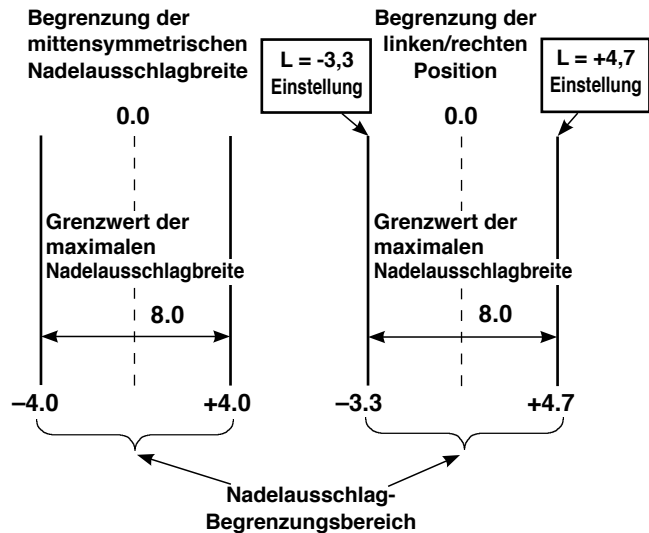 Begrenzung der
mittensymmetrischen
Nadelausschlagbreite
0.0
Grenzwert der
maximalen
Nadelausschlagbreite
8.0
–4.0
+4.0
Begrenzung der
linken/rechten
Position
L = -3,3
Einstellung
L = +4,7
Einstellung
0.0
Grenzwert der
maximalen
Nadelausschlagbreite
8.0
–3.3
+4.7
Nadelausschlag-
Begrenzungsbereich